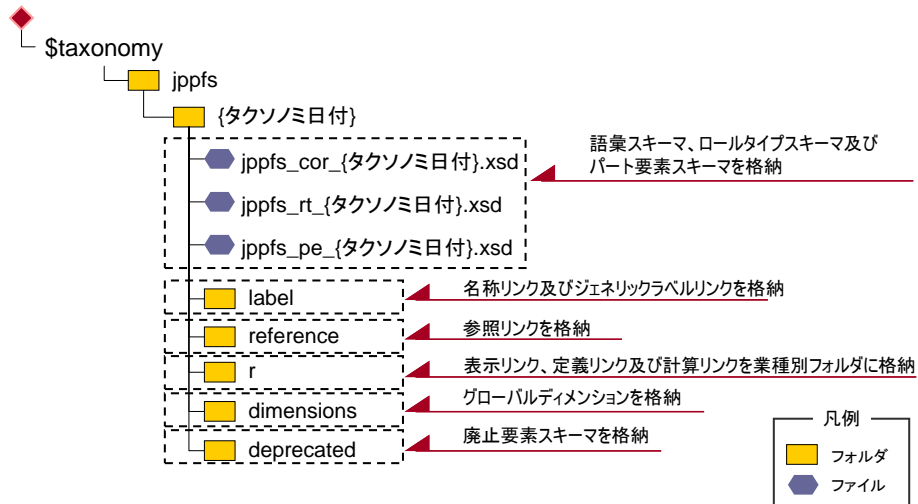 $taxonomy
jppfs
{タクソノミ日付}
jppfs_cor_{タクソノミ日付}.xsd
jppfs_rt_{タクソノミ日付}.xsd
jppfs_pe_{タクソノミ日付}.xsd
語彙スキーマ、ロールタイプスキーマ及び
パート要素スキーマを格納
label
名称リンク及びジェネリックラベルリンクを格納
reference
参照リンクを格納
r
表示リンク、定義リンク及び計算リンクを業種別フォルダに格納
dimensions
グローバルディメンションを格納
deprecated
廃止要素スキーマを格納
凡例
フォルダ
ファイル